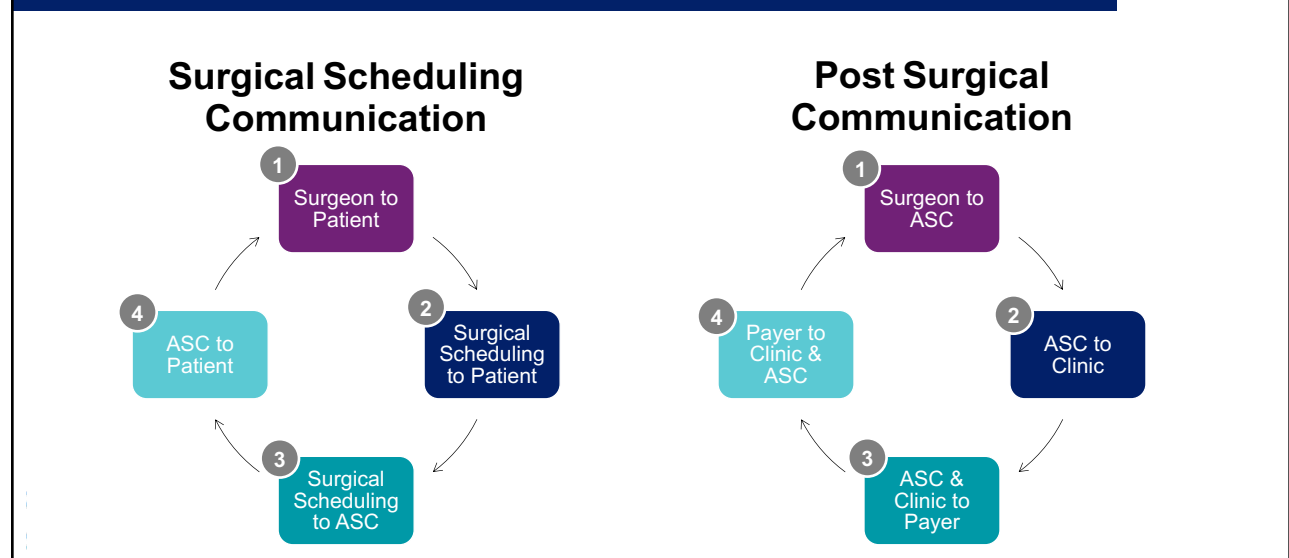 Surgical Scheduling
Communication
1
Surgeon to
Patient
2
Surgical
Scheduling
to Patient
3
Surgical
Scheduling
to ASC
4
ASC to
Patient
Post Surgical
Communication
1
Surgeon to
ASC
2
ASC to
Clinic
3
ASC &
Clinic to
Payer
4
Payer to
Clinic &
ASC